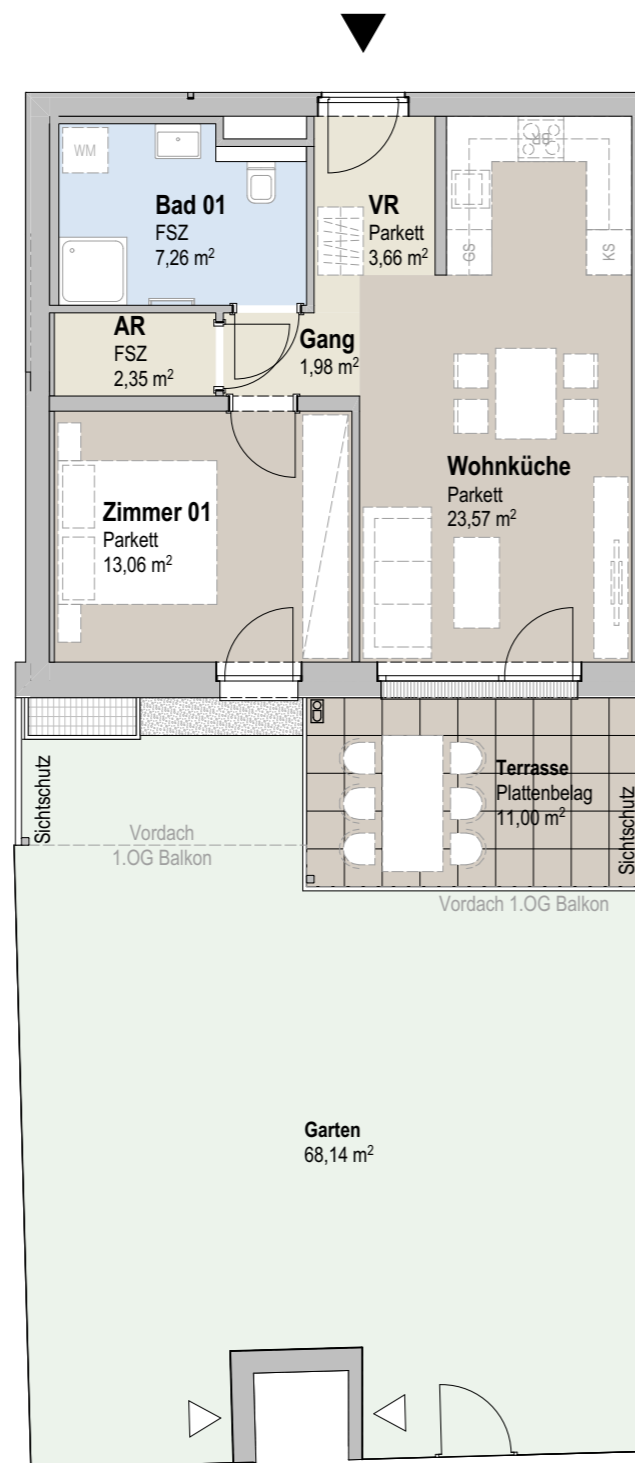 WM
Bad 01
FSZ
7,26 m²
VR
Parkett
3,66 m²
BR
GS
KS
AR
FSZ
2,35 m²
Gang
1,98 m²
Wohnküche
Parkett
23,57 m²
Zimmer 01
Parkett
13,06 m²
Sichtschutz
Vordach
1.OG Balkon
Terrasse
Plattenbelag
11,00 m²
Sichtschutz
Vordach 1.OG Balkon
Garten
68,14 m²